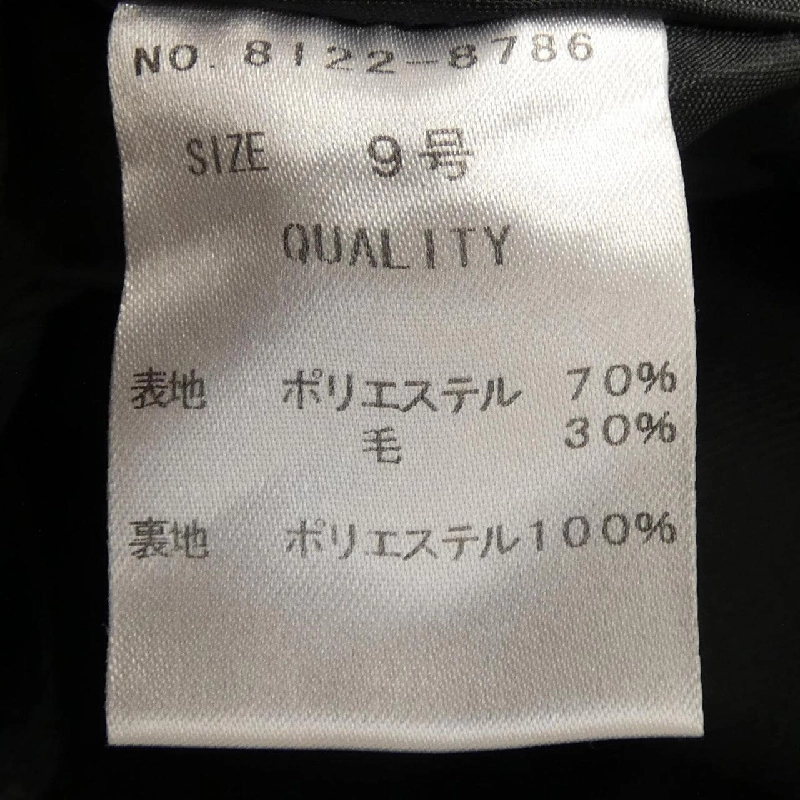 NO. 8122-8786
SIZE 9号
QUALITY
表地 ポリエステル 70%
毛 30%
裏地 ポリエステル100%